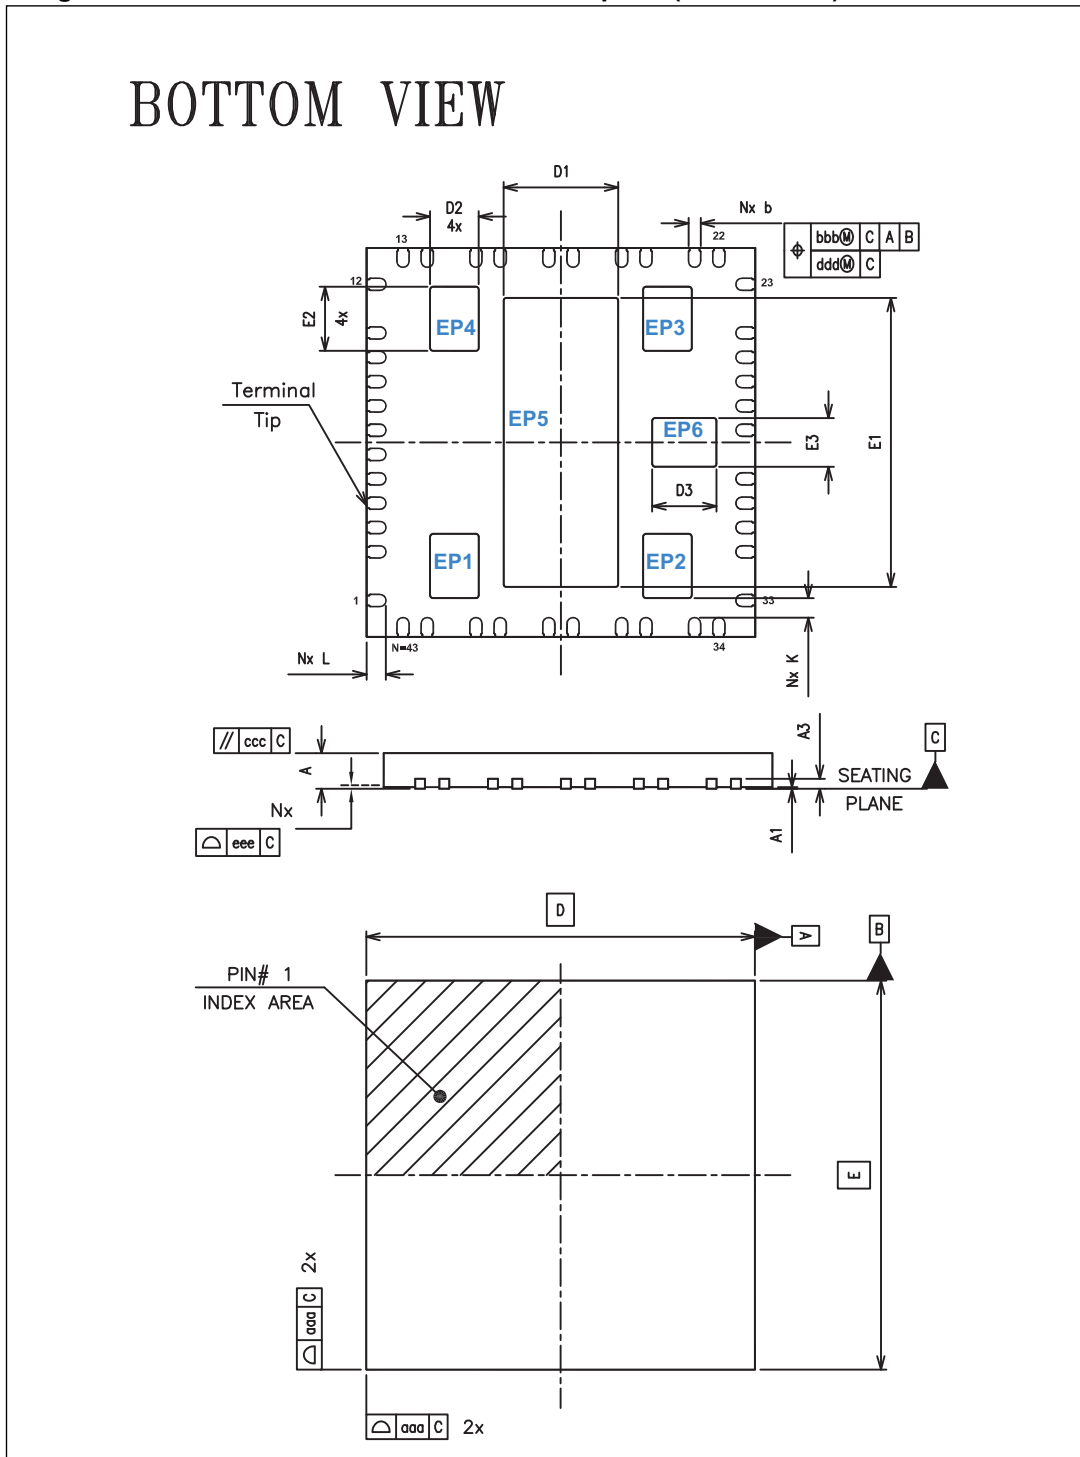 BOTTOM VIEW
D1
D2
4x
Nx b
13
22
bbbⓂ C A B
dddⓂ C
12
23
E2
4x
EP4
EP3
Terminal
Tip
EP5
EP6
E3
E1
D3
EP1
EP2
1
33
N=43
34
Nx L
Nx K
// ccc C
A
A3
C
SEATING
PLANE
Nx
A1
eee C
D
A
B
PIN# 1
INDEX AREA
E
2x
aaa C
aaa C 2x